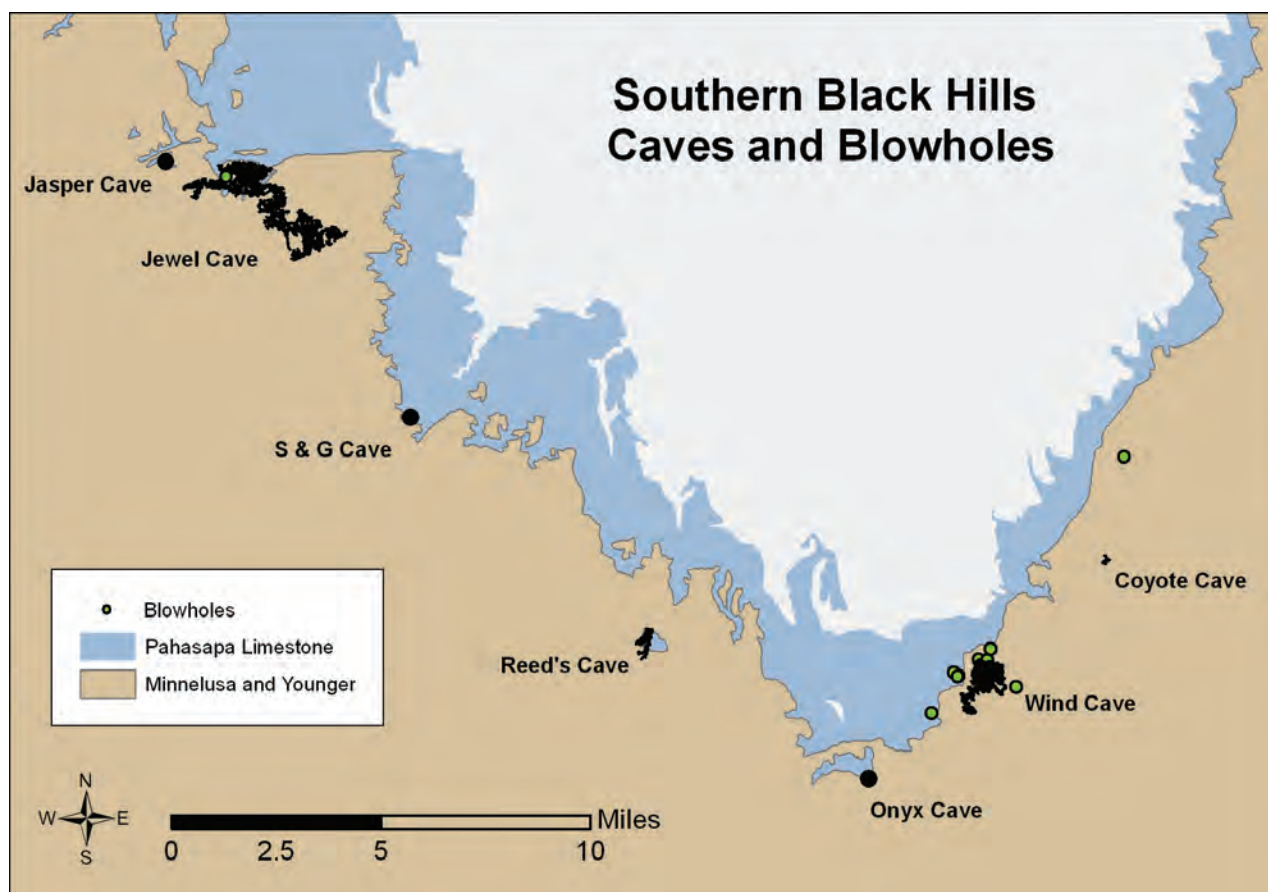 Southern Black Hills
Caves and Blowholes
Jasper Cave
Jewel Cave
S & G Cave
Coyote Cave
Reed's Cave
Wind Cave
Onyx Cave
Blowholes
Pahasapa Limestone
Minnelusa and Younger
N
W E
S
Miles
0 2.5 5 10